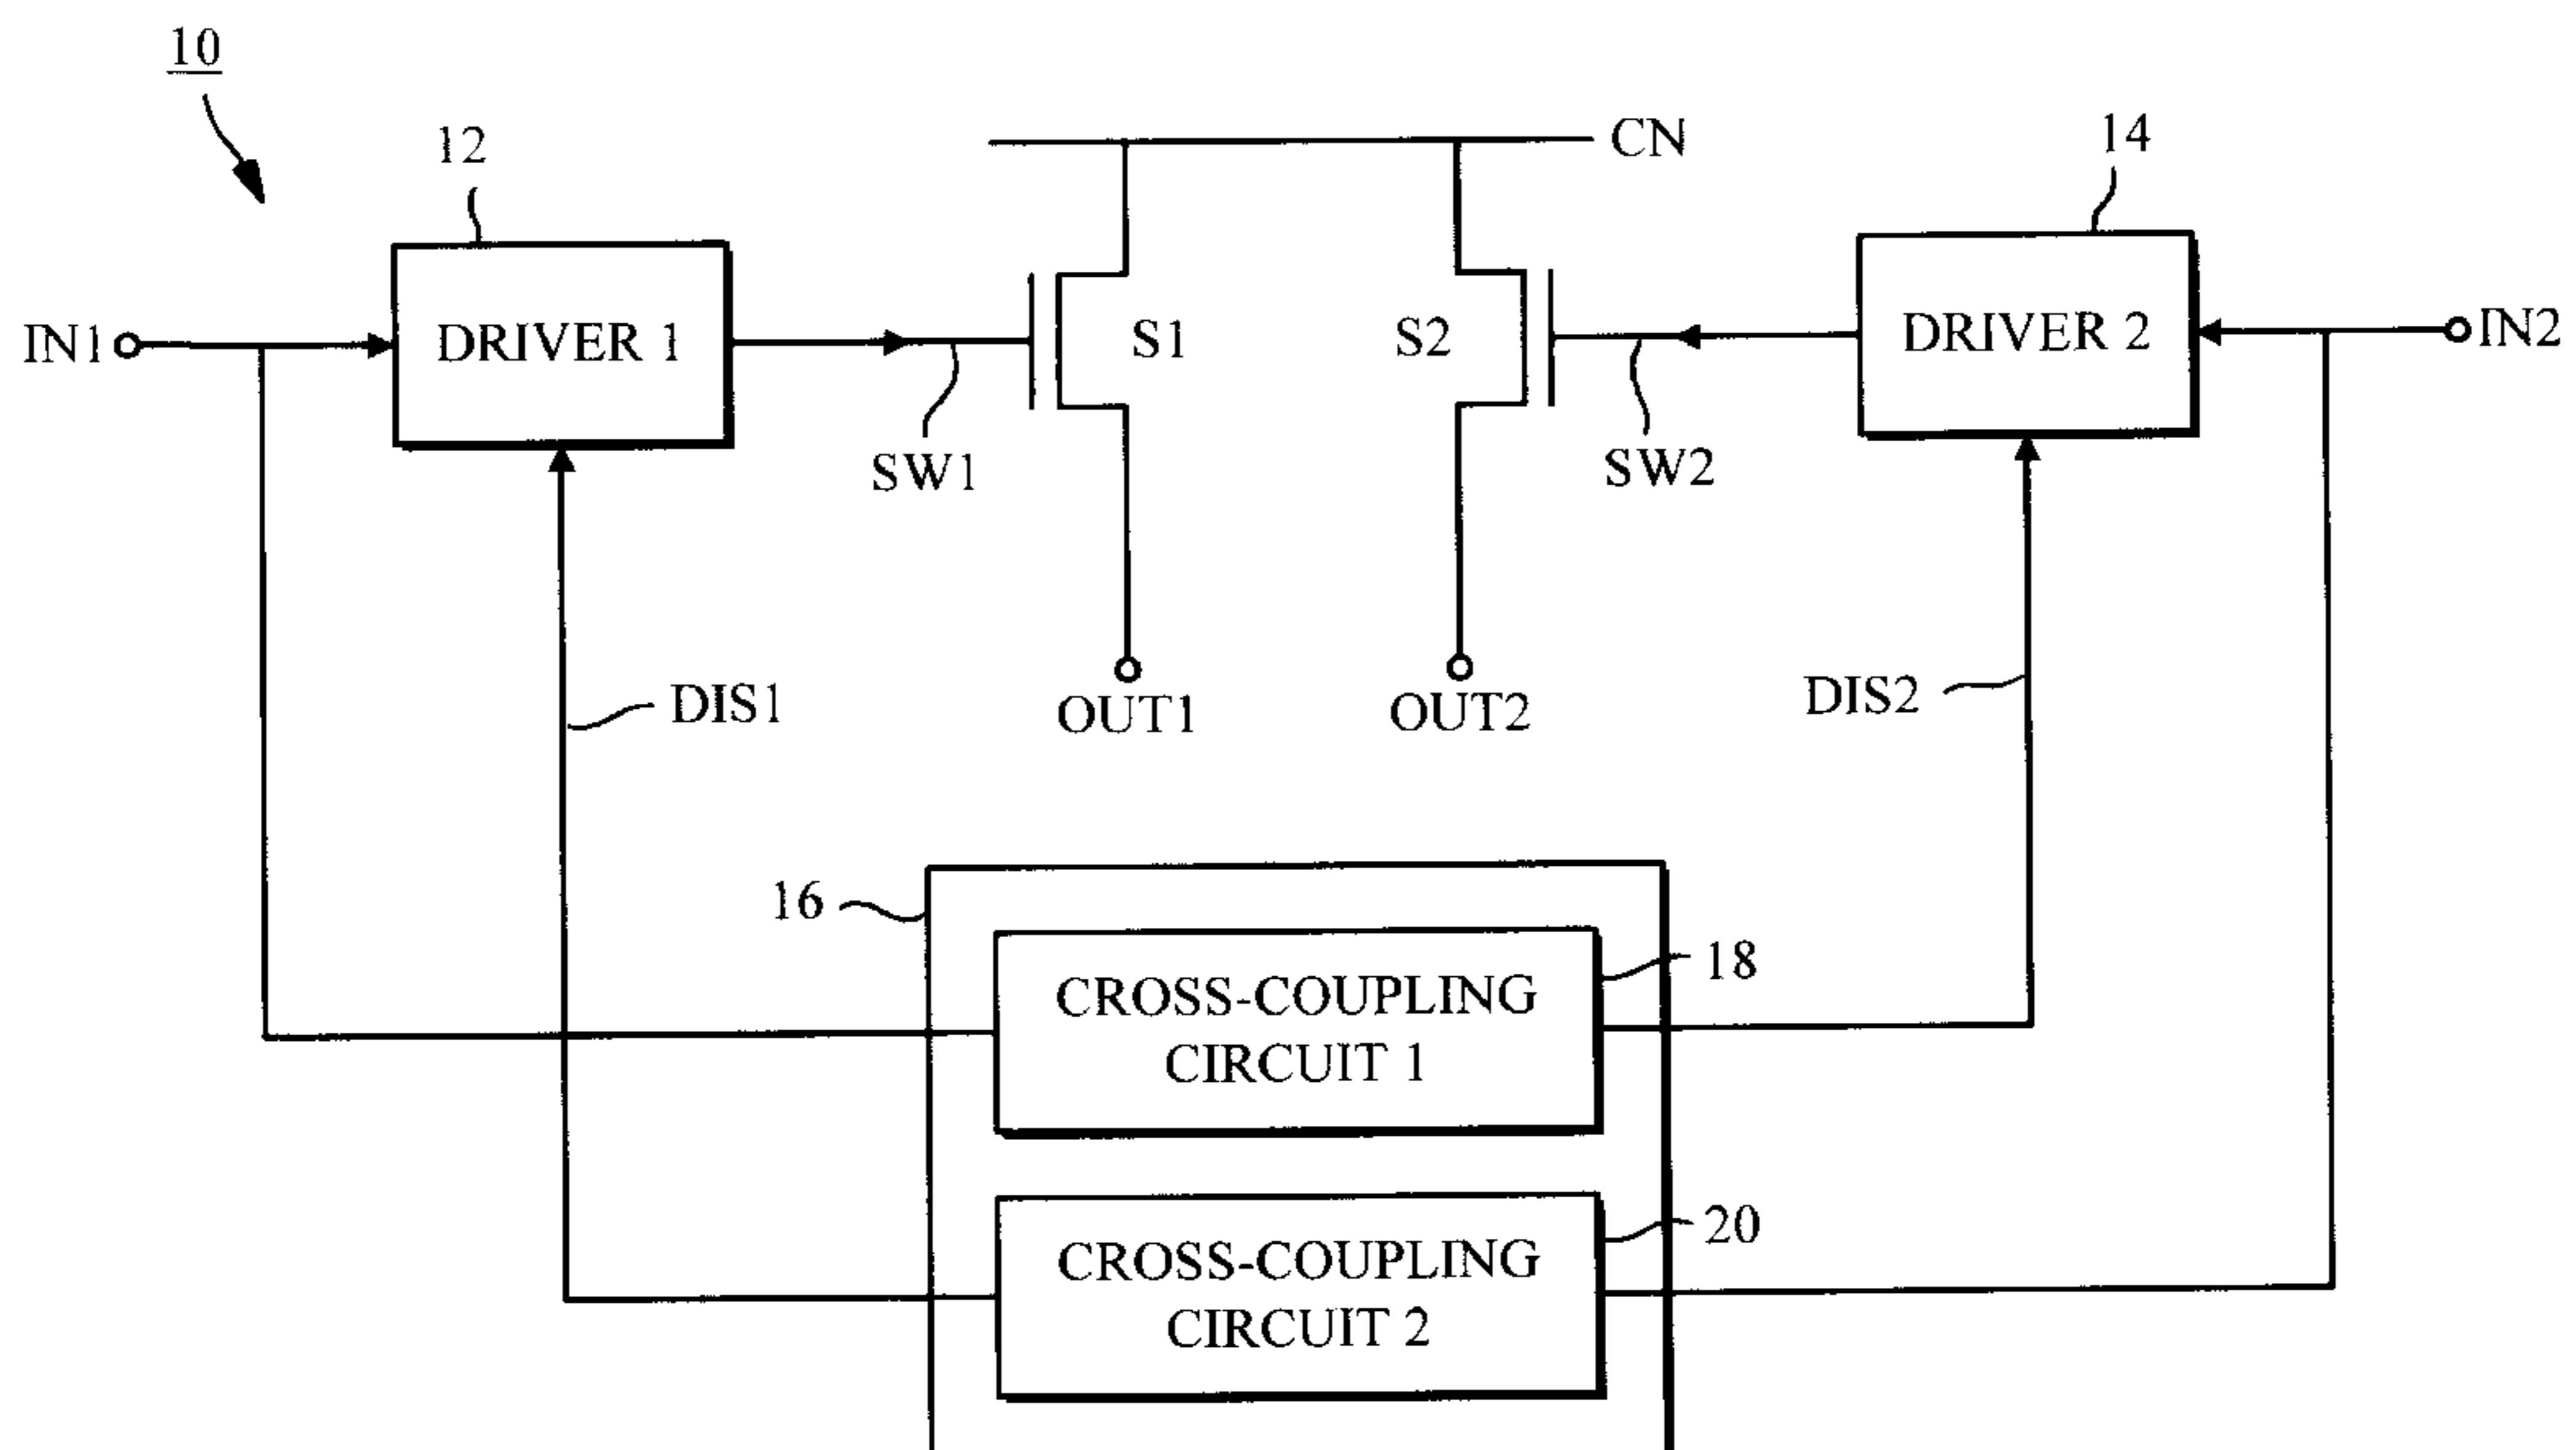 10
12
CN
14
IN1
DRIVER 1
S1
S2
DRIVER 2
IN2
SW1
SW2
DIS1
OUT1
OUT2
DIS2
16
CROSS-COUPLING
CIRCUIT 1
18
CROSS-COUPLING
CIRCUIT 2
20